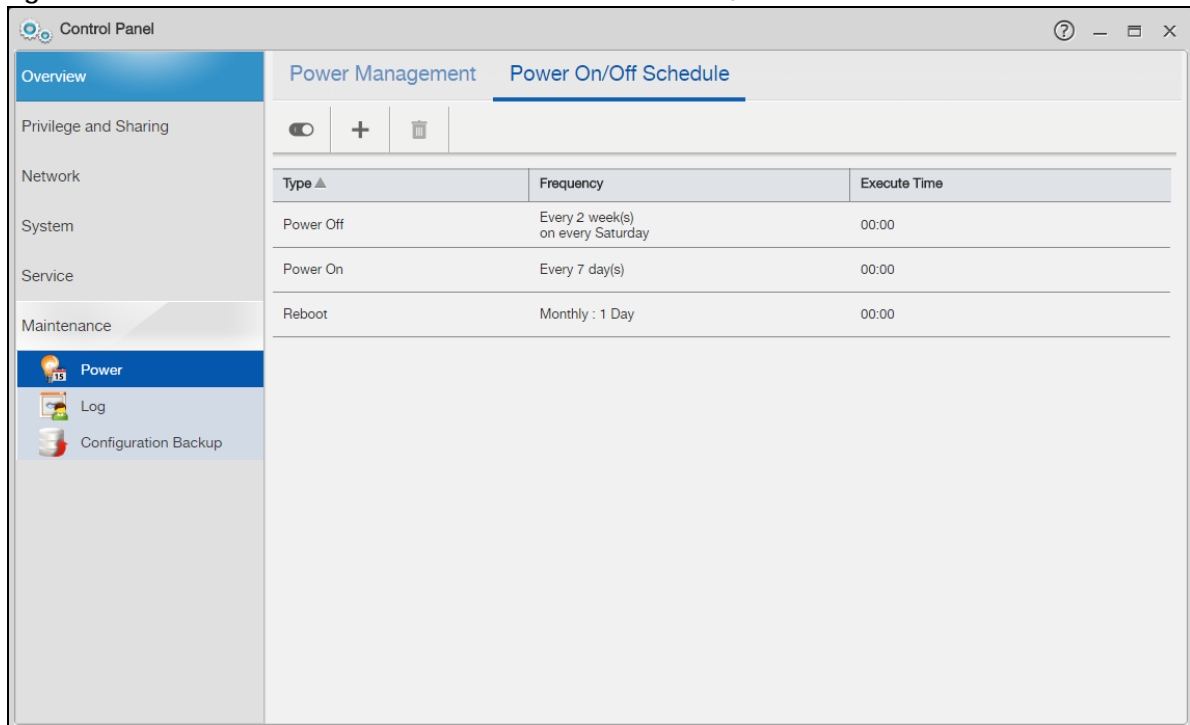 Control Panel
Overview
Privilege and Sharing
Network
System
Service
Maintenance
15
Power
Log
Configuration Backup
Power Management
Power On/Off Schedule
Type
Frequency
Execute Time
Power Off
Every 2 week(s)
on every Saturday
00:00
Power On
Every 7 day(s)
00:00
Reboot
Monthly : 1 Day
00:00